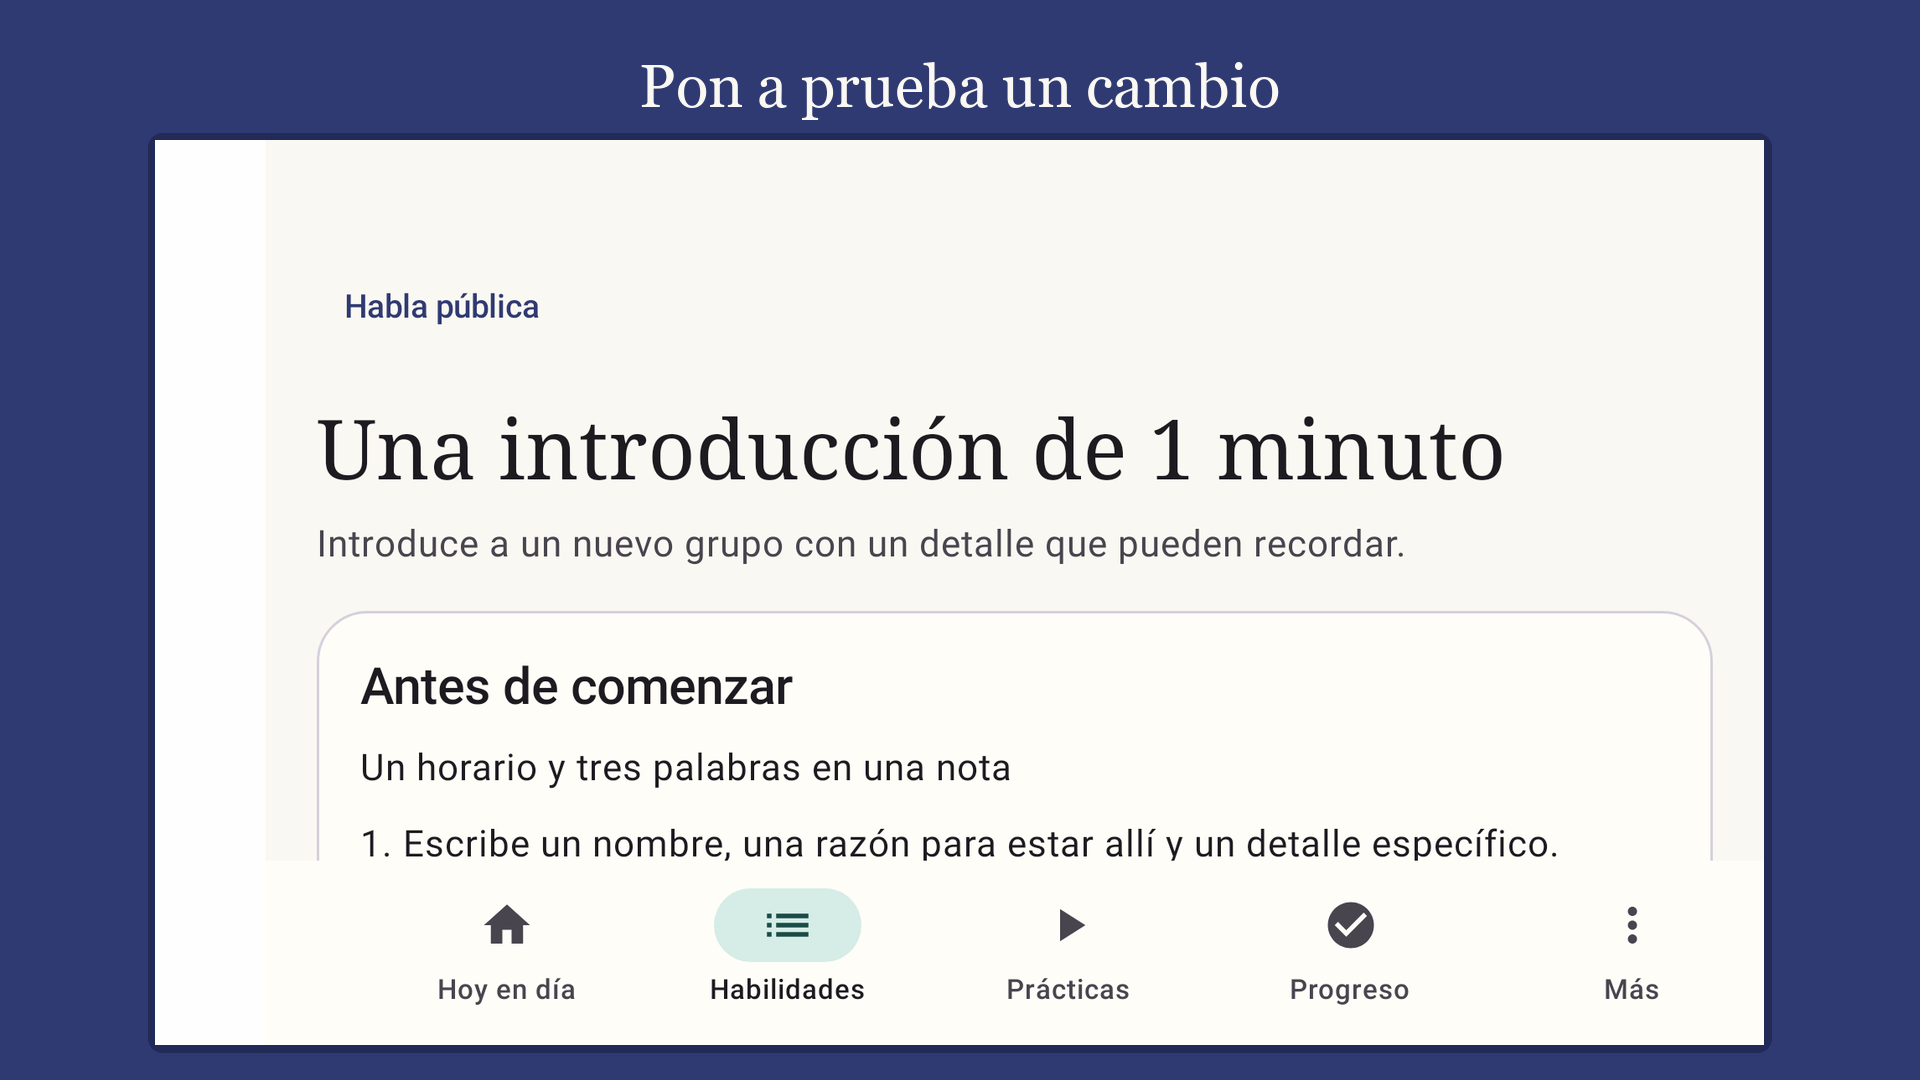 Pon a prueba un cambio
Habla pública
Una introducción de 1 minuto
Introduce a un nuevo grupo con un detalle que pueden recordar.
Antes de comenzar
Un horario y tres palabras en una nota
1. Escribe un nombre, una razón para estar allí y un detalle específico.
Hoy en día
Habilidades
Prácticas
Progreso
Más